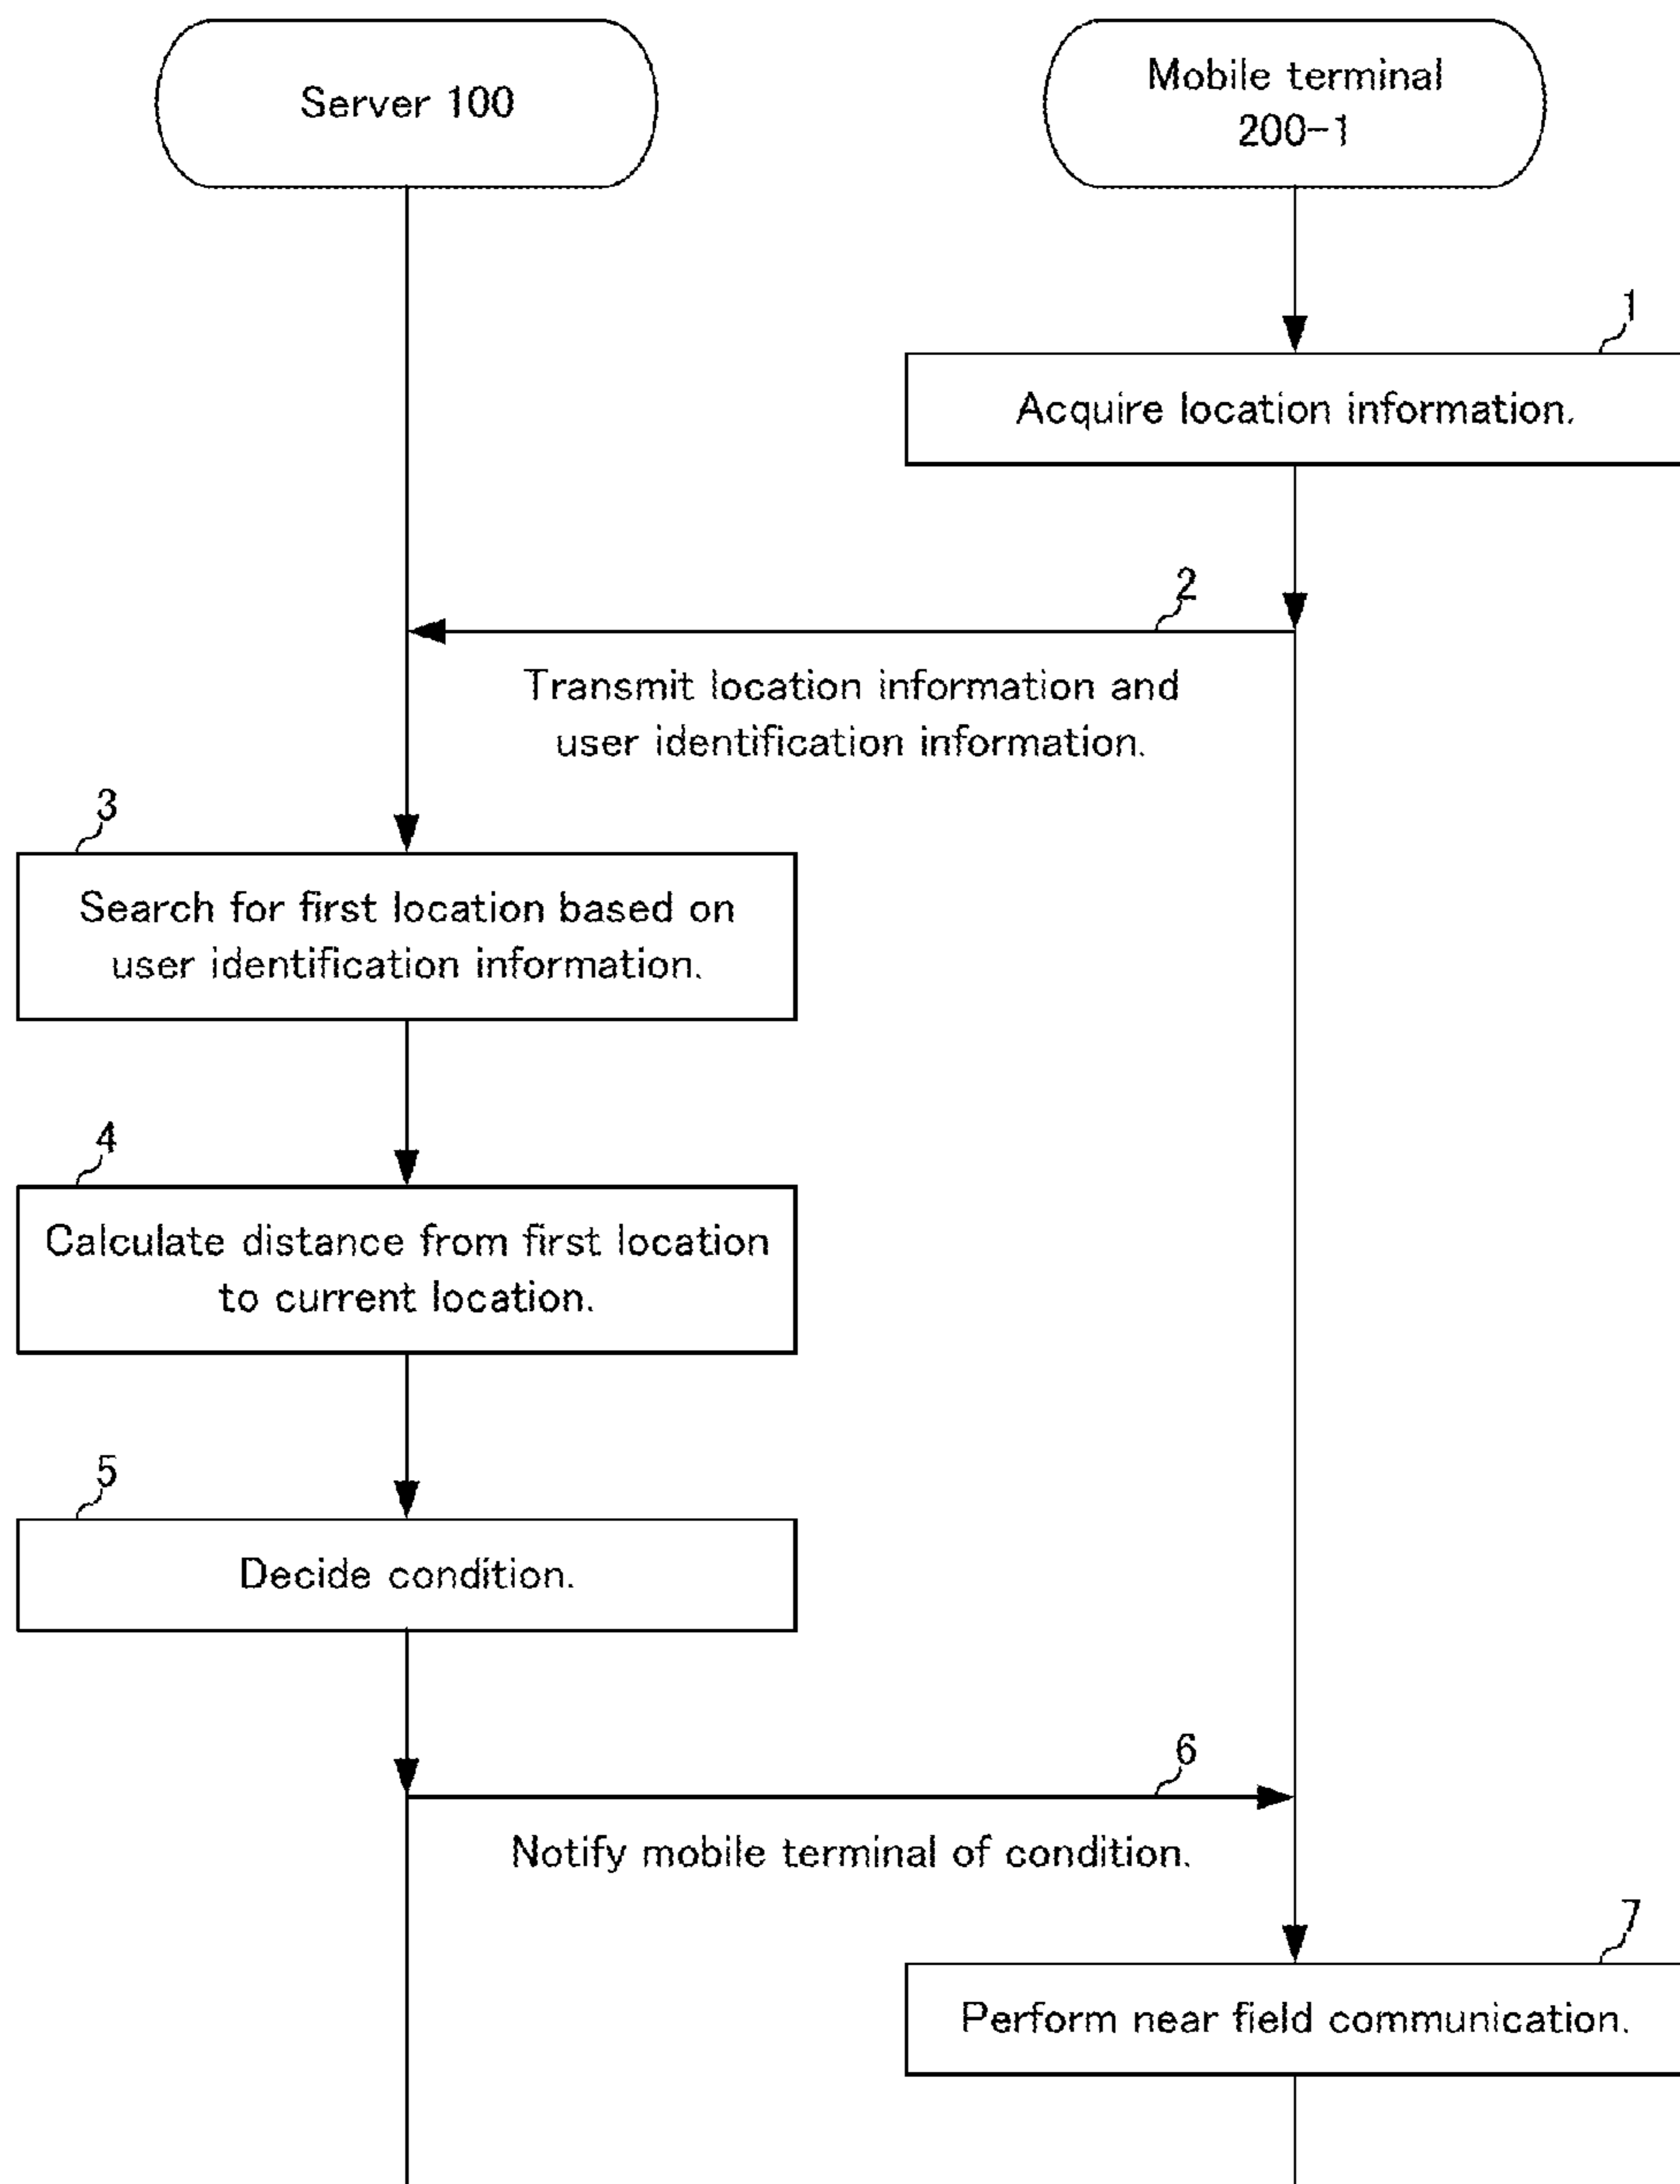 Server 100
Mobile terminal
200-1
1
Acquire location information.
2
Transmit location information and
user identification information.
3
Search for first location based on
user identification information.
4
Calculate distance from first location
to current location.
5
Decide condition.
6
Notify mobile terminal of condition.
7
Perform near field communication.